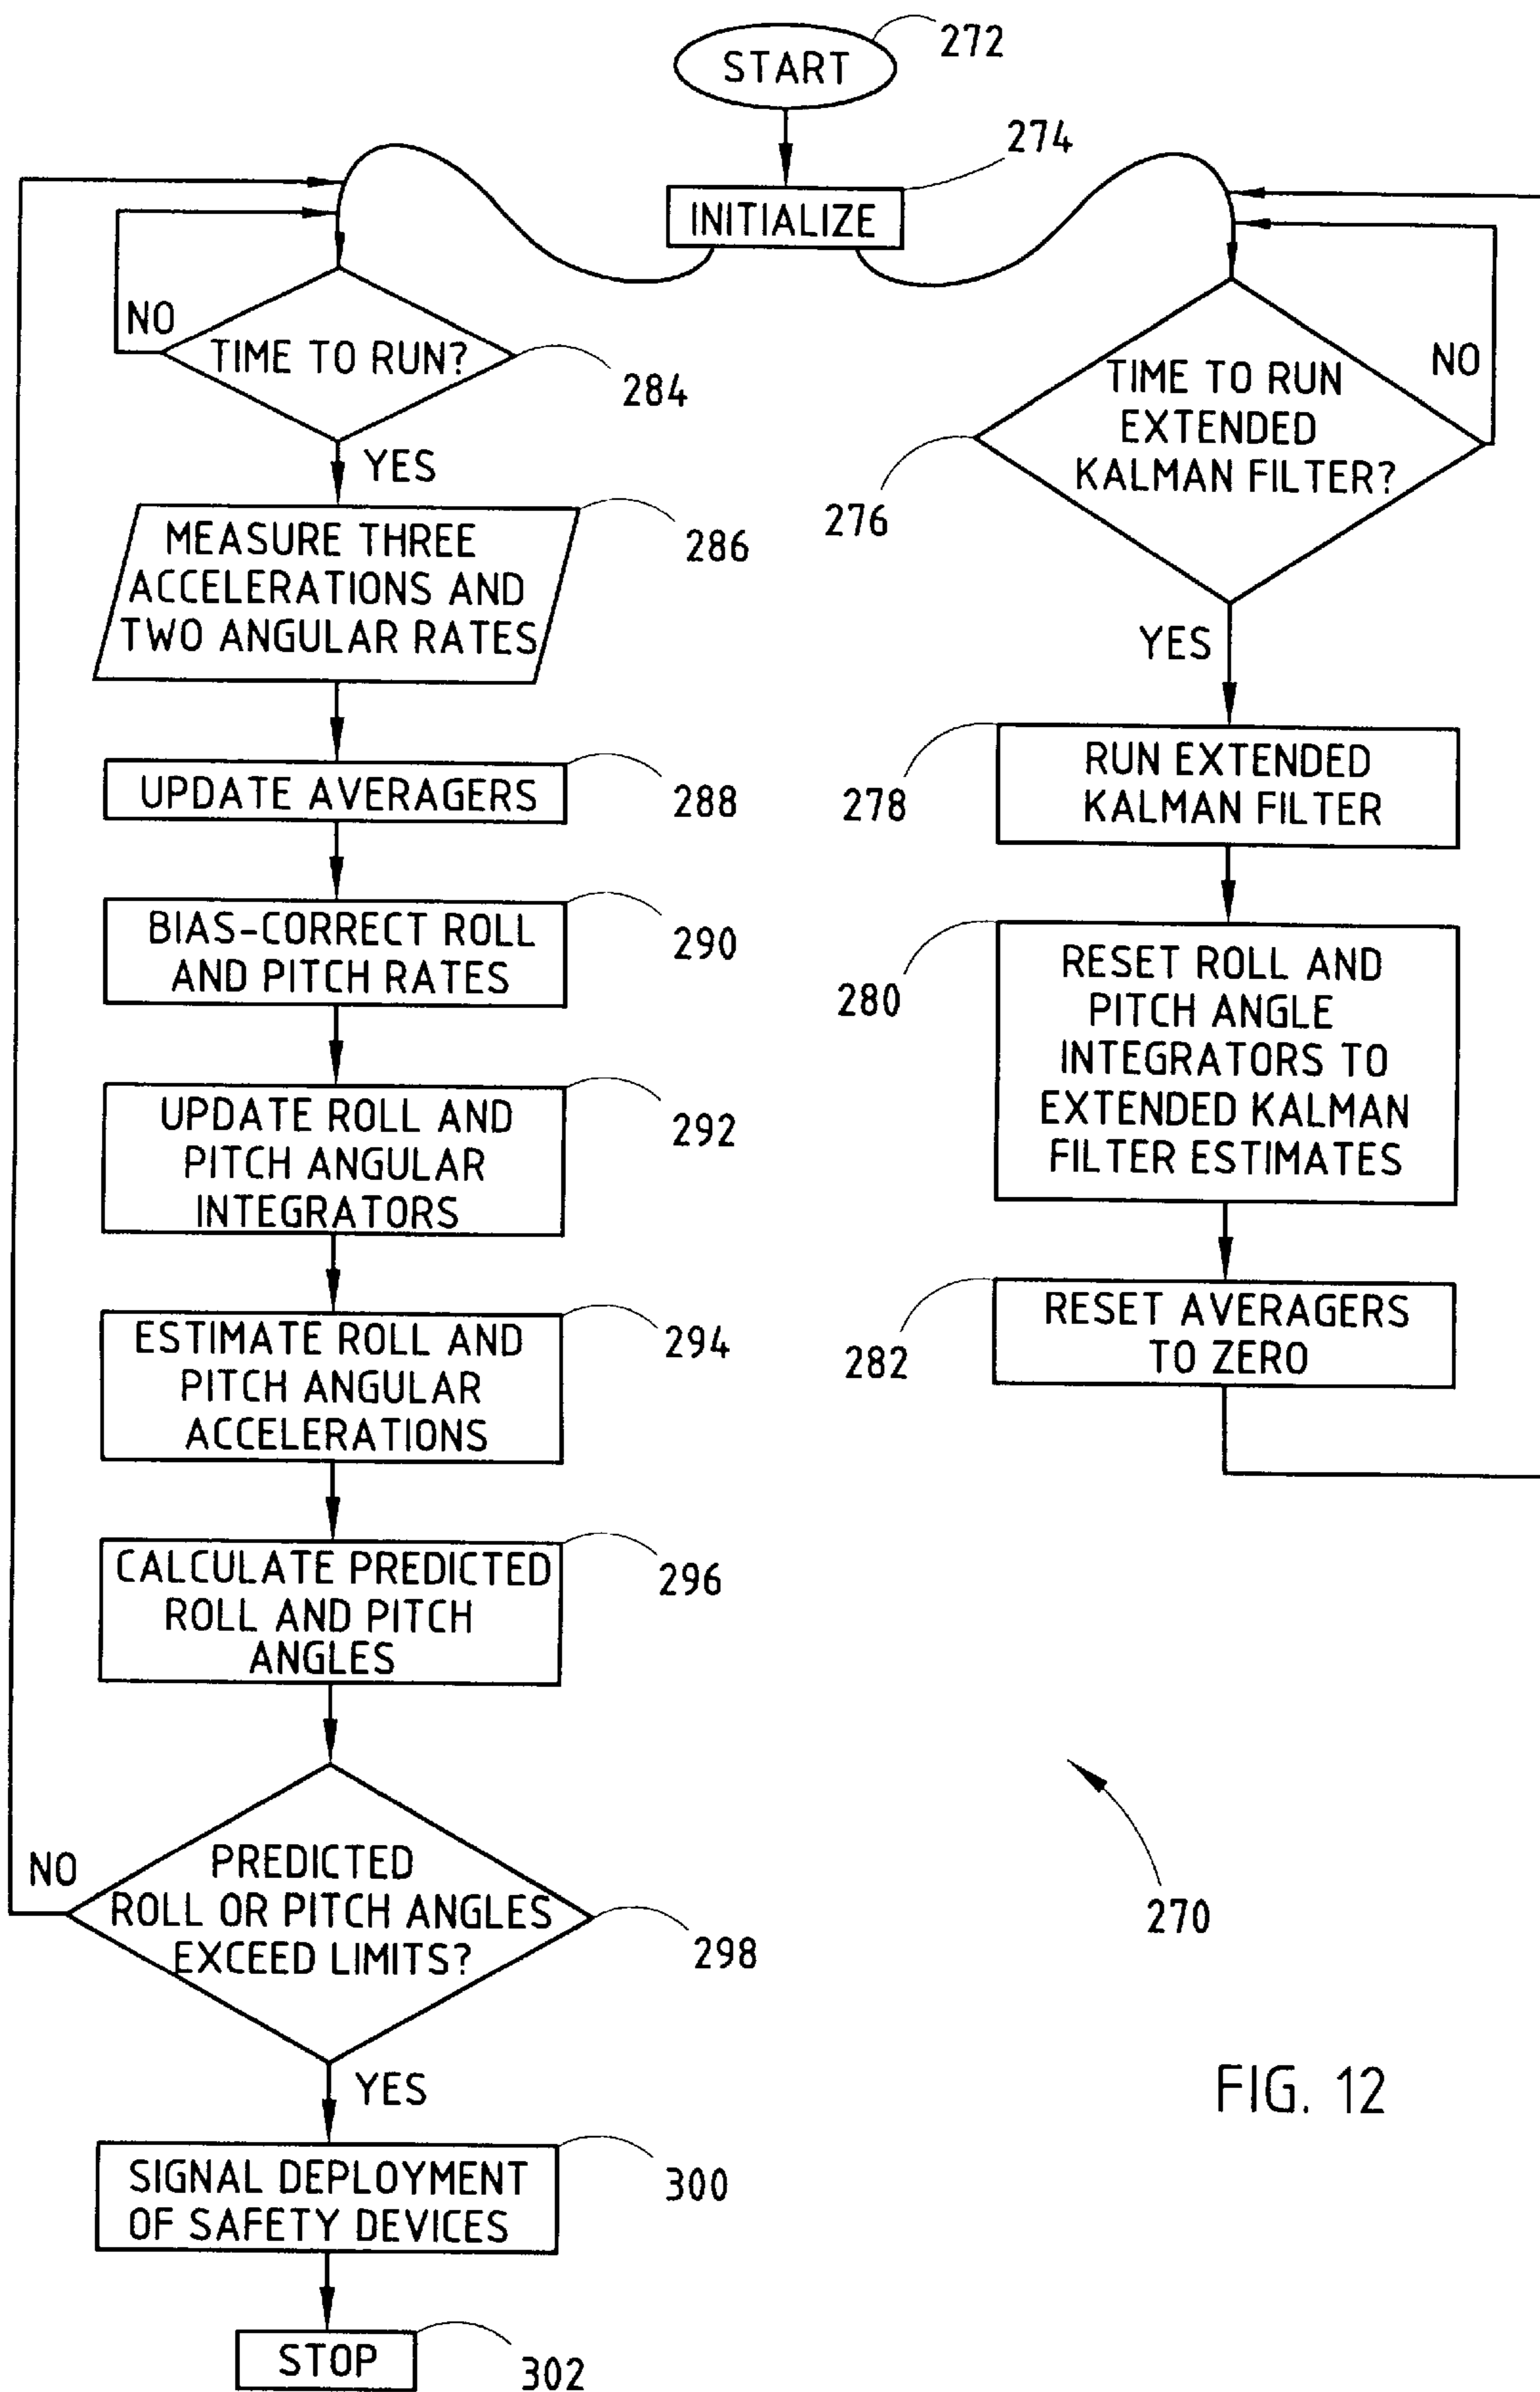 START
272
INITIALIZE
274
NO
TIME TO RUN?
284
YES
MEASURE THREE
ACCELERATIONS AND
TWO ANGULAR RATES
286
UPDATE AVERAGERS
288
BIAS-CORRECT ROLL
AND PITCH RATES
290
UPDATE ROLL AND
PITCH ANGULAR
INTEGRATORS
292
ESTIMATE ROLL AND
PITCH ANGULAR
ACCELERATIONS
294
CALCULATE PREDICTED
ROLL AND PITCH
ANGLES
296
NO
PREDICTED
ROLL OR PITCH ANGLES
EXCEED LIMITS?
298
YES
SIGNAL DEPLOYMENT
OF SAFETY DEVICES
300
STOP
302
TIME TO RUN
EXTENDED
KALMAN FILTER?
NO
276
YES
RUN EXTENDED
KALMAN FILTER
278
RESET ROLL AND
PITCH ANGLE
INTEGRATORS TO
EXTENDED KALMAN
FILTER ESTIMATES
280
RESET AVERAGERS
TO ZERO
282
270
FIG. 12